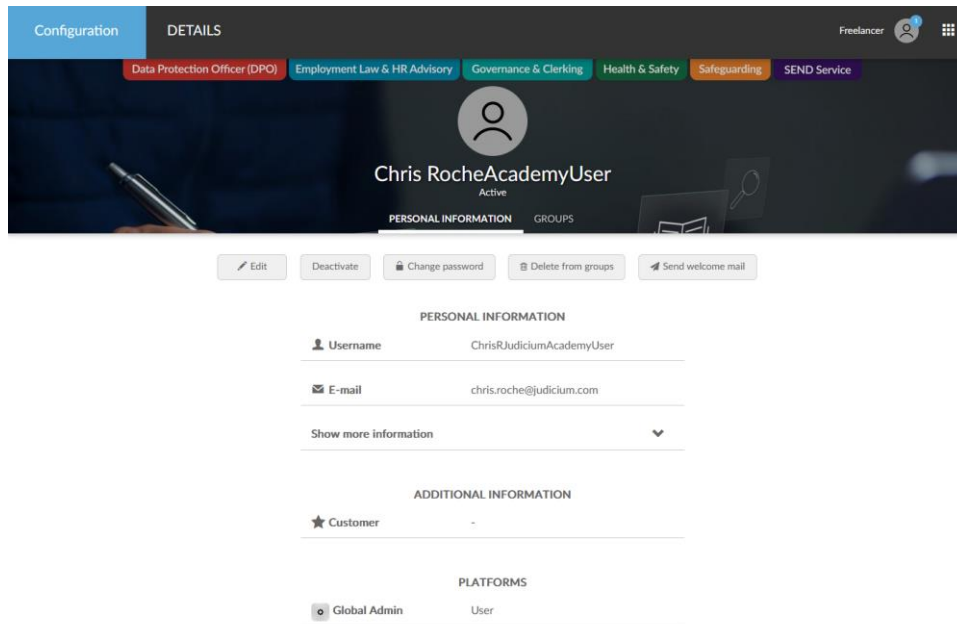 Configuration DETAILS Freelancer 1
Data Protection Officer (DPO) Employment Law & HR Advisory Governance & Clerking Health & Safety Safeguarding SEND Service
Chris RocheAcademyUser
Active
PERSONAL INFORMATION GROUPS
Edit Deactivate Change password Delete from groups Send welcome mail
PERSONAL INFORMATION
Username ChrisRJudiciumAcademyUser
E-mail chris.roche@judicium.com
Show more information
ADDITIONAL INFORMATION
Customer -
PLATFORMS
Global Admin User